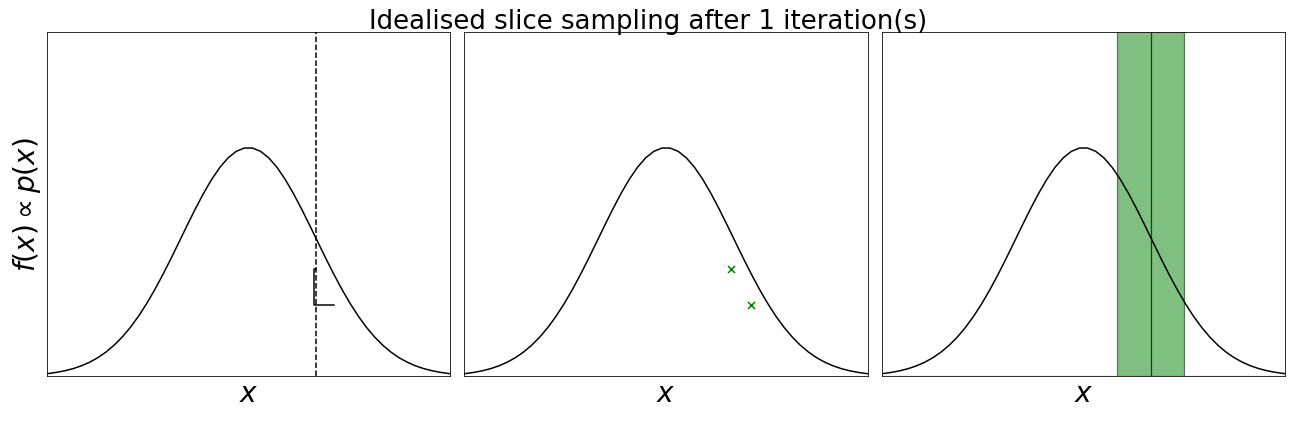 Idealised slice sampling after 1 iteration(s)
f(x) ∝ p(x)
x
x
x